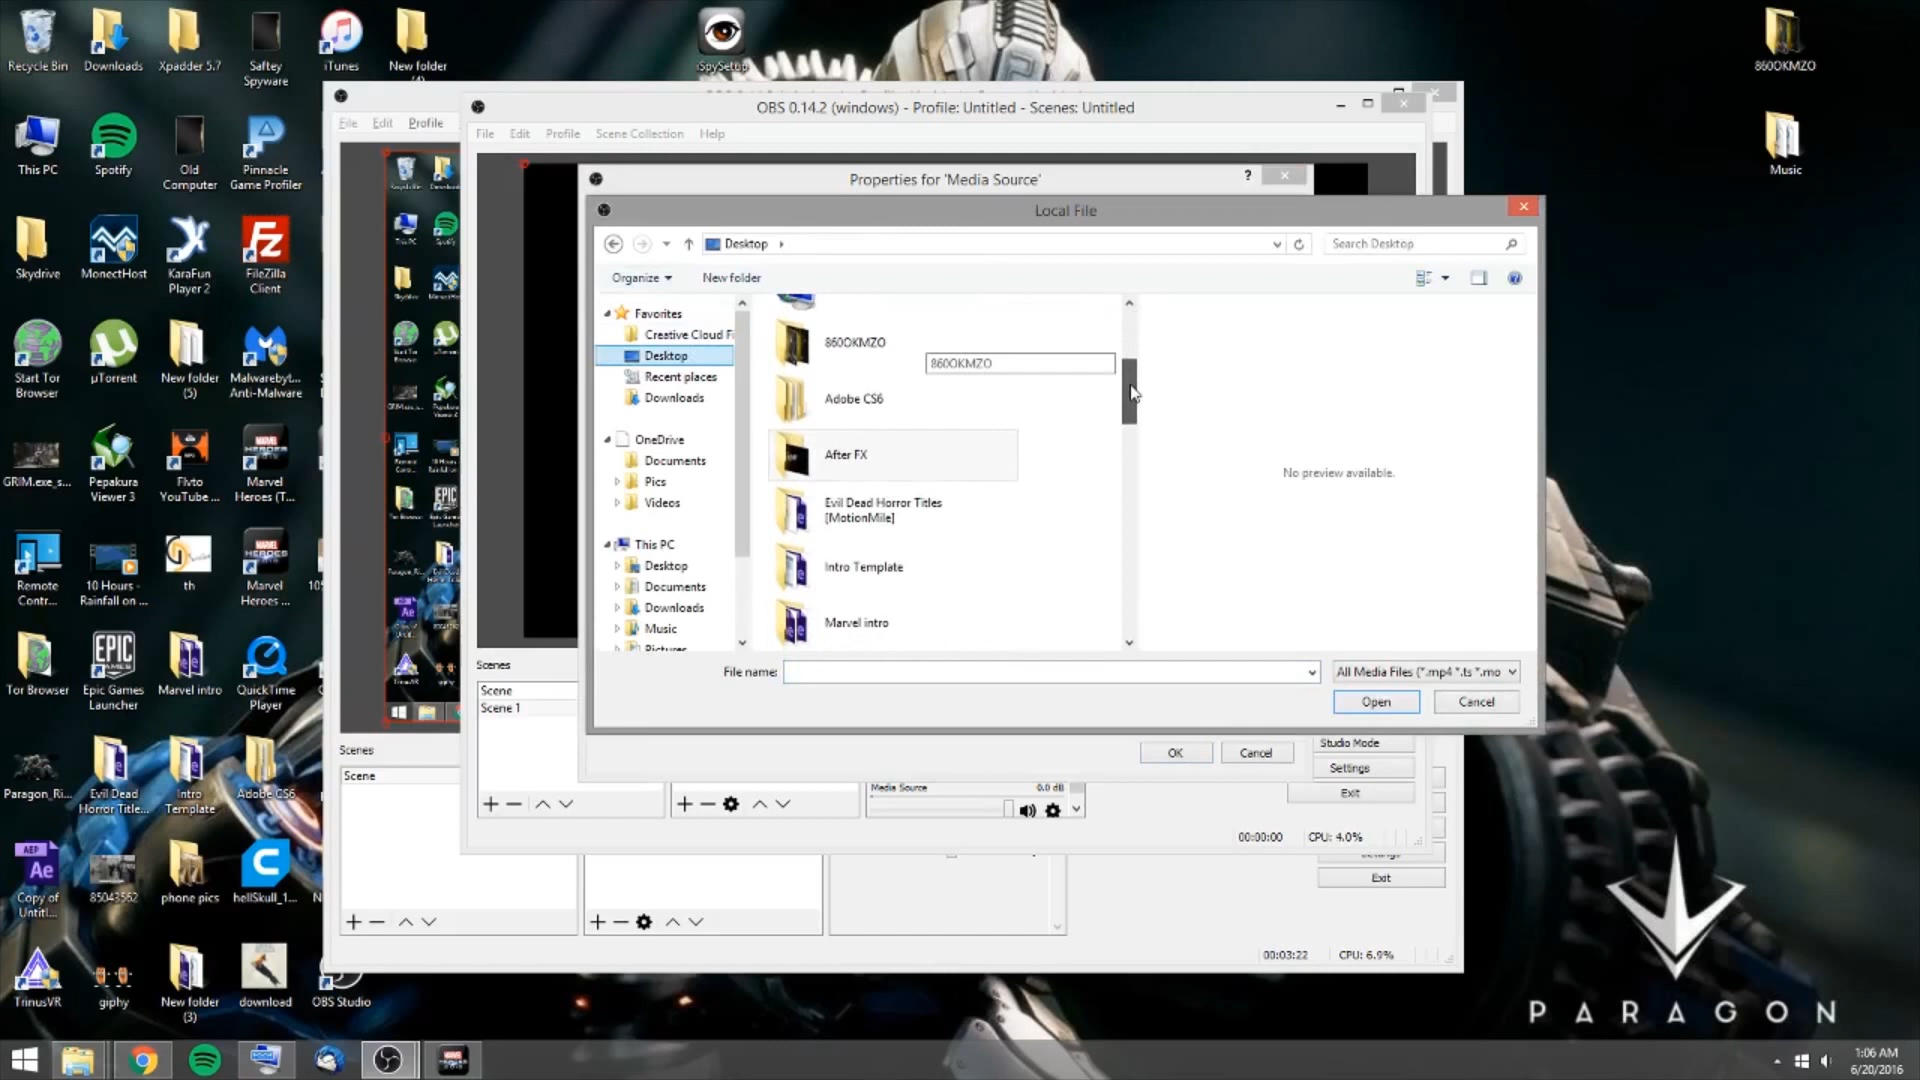 Recycle Bin
Downloads
Xpadder 5.7
Saftey
Spyware
iTunes
New folder
(4)
iSpySetup
860OKMZO
This PC
Spotify
Old
Computer
Pinnacle
Game Profiler
Music
Skydrive
MonectHost
KaraFun
Player 2
FileZilla
Client
Start Tor
Browser
µTorrent
New folder
(5)
Malwarebyt...
Anti-Malware
GRIM.exe_s...
Pepakura
Viewer 3
Flvto
YouTube ...
Marvel
Heroes (T...
Remote
Contr...
10 Hours -
Rainfall on ...
th
Marvel
Heroes ...
Tor Browser
Epic Games
Launcher
Marvel intro
QuickTime
Player
Paragon_Ri...
Evil Dead
Horror Title...
Intro
Template
Adobe CS6
Copy of
Untitl...
85043562
phone pics
hellSkull_1...
TrinusVR
giphy
New folder
(3)
download
OBS Studio
File
Edit
Profile
OBS 0.14.2 (windows) - Profile: Untitled - Scenes: Untitled
File
Edit
Profile
Scene Collection
Help
Properties for 'Media Source'
?
Local File
Desktop
Search Desktop
Organize
New folder
Favorites
Creative Cloud Fi
Desktop
Recent places
Downloads
OneDrive
Documents
Pics
Videos
This PC
Desktop
Documents
Downloads
Music
Pictures
860OKMZO
860OKMZO
Adobe CS6
After FX
Evil Dead Horror Titles
[MotionMile]
Intro Template
Marvel intro
No preview available.
File name:
All Media Files (*.mp4 *.ts *.mo
Open
Cancel
OK
Cancel
Scenes
Scene
Scene 1
Media Source
0.0 dB
Studio Mode
Settings
Exit
00:00:00
CPU: 4.0%
Scenes
Scene
Settings
Exit
00:03:22
CPU: 6.9%
PARAGON
1:06 AM
6/20/2016